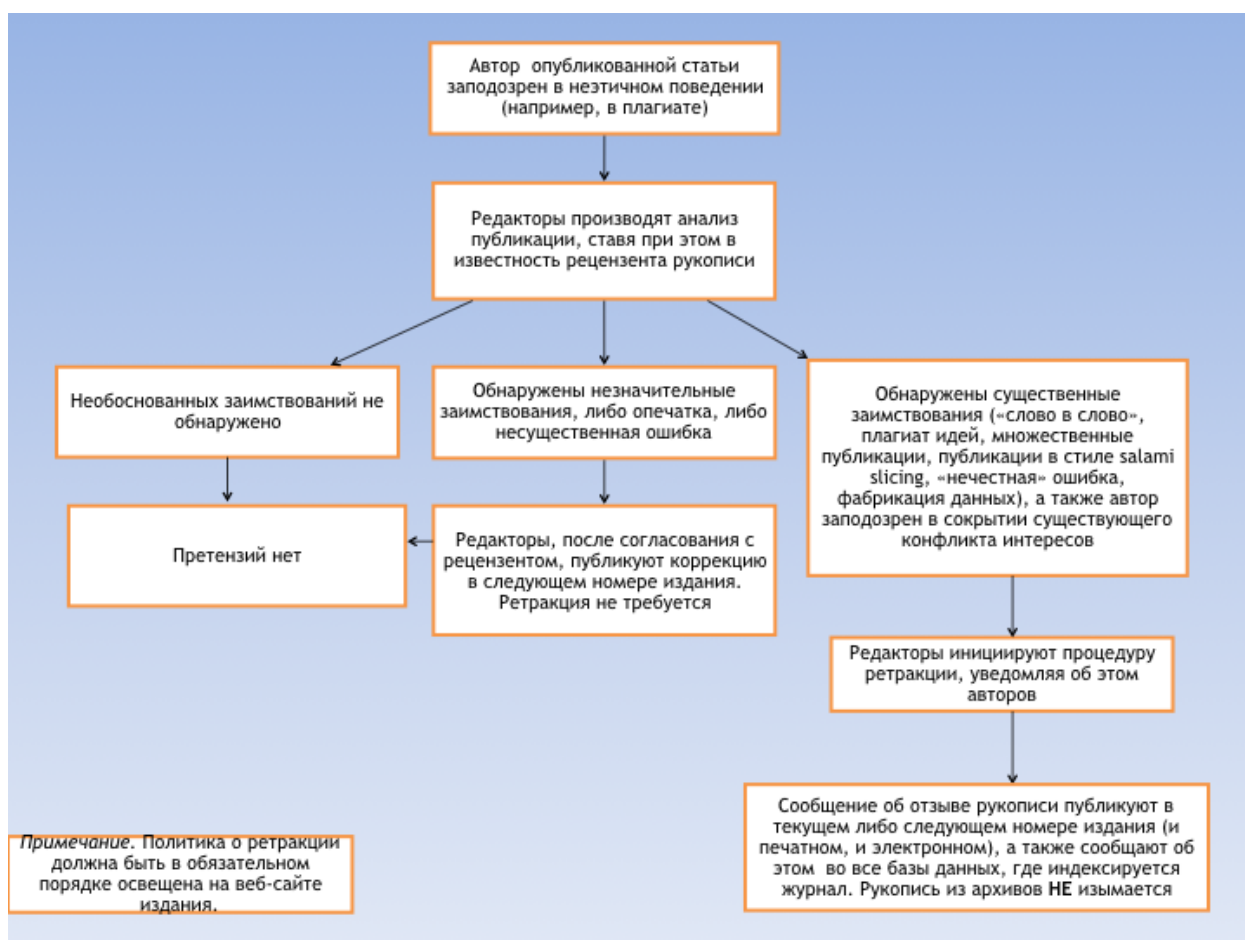 Автор опубликованной статьи
заподозрен в неэтичном поведении
(например, в плагиате)
Редакторы производят анализ
публикации, ставя при этом в
известность рецензента рукописи
Необоснованных заимствований не
обнаружено
Обнаружены незначительные
заимствования, либо опечатка, либо
несущественная ошибка
Обнаружены существенные
заимствования («слово в слово»,
плагиат идей, множественные
публикации, публикации в стиле salami
slicing, «нечестная» ошибка,
фабрикация данных), а также автор
заподозрен в сокрытии существующего
конфликта интересов
Претензий нет
Редакторы, после согласования с
рецензентом, публикуют коррекцию
в следующем номере издания.
Ретракция не требуется
Редакторы инициируют процедуру
ретракции, уведомляя об этом
авторов
Сообщение об отзыве рукописи публикуют в
текущем либо следующем номере издания (и
печатном, и электронном), а также сообщают об
этом во все базы данных, где индексируется
журнал. Рукопись из архивов НЕ изымается
Примечание. Политика о ретракции
должна быть в обязательном
порядке освещена на веб-сайте
издания.